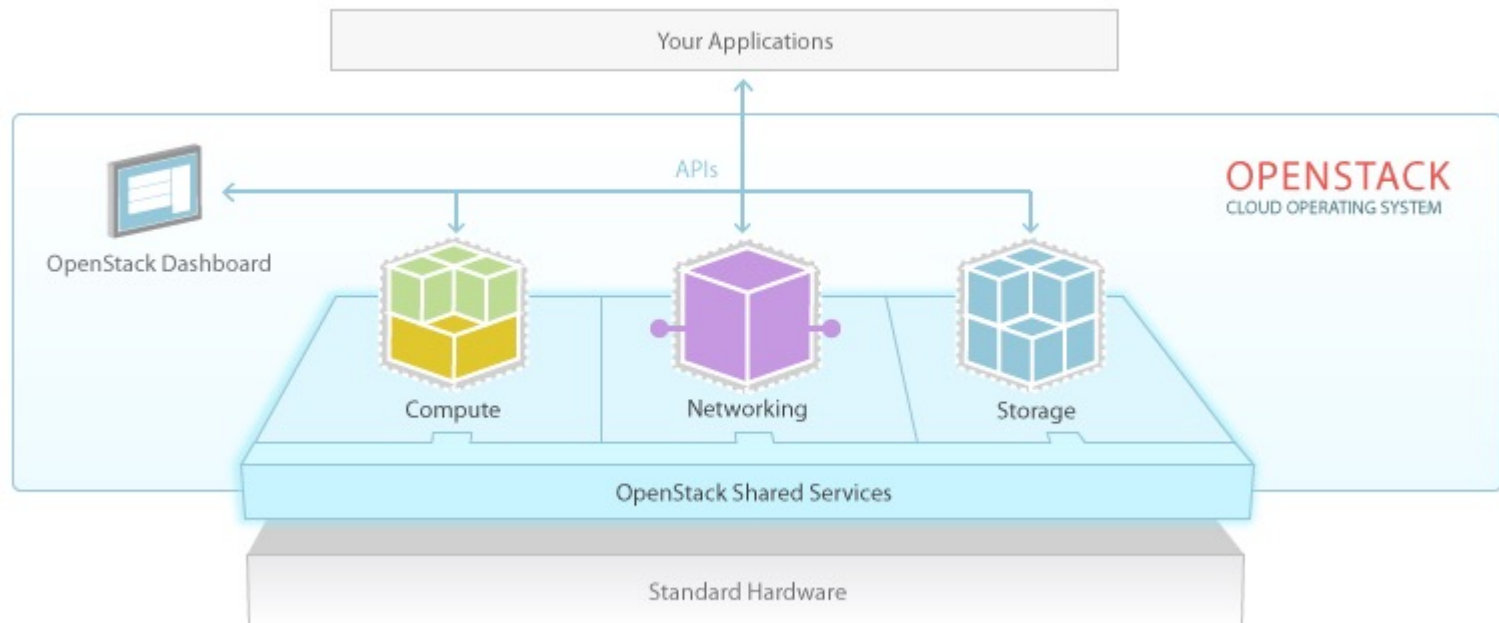 Your Applications
APIs
OPENSTACK
CLOUD OPERATING SYSTEM
OpenStack Dashboard
Compute
Networking
Storage
OpenStack Shared Services
Standard Hardware